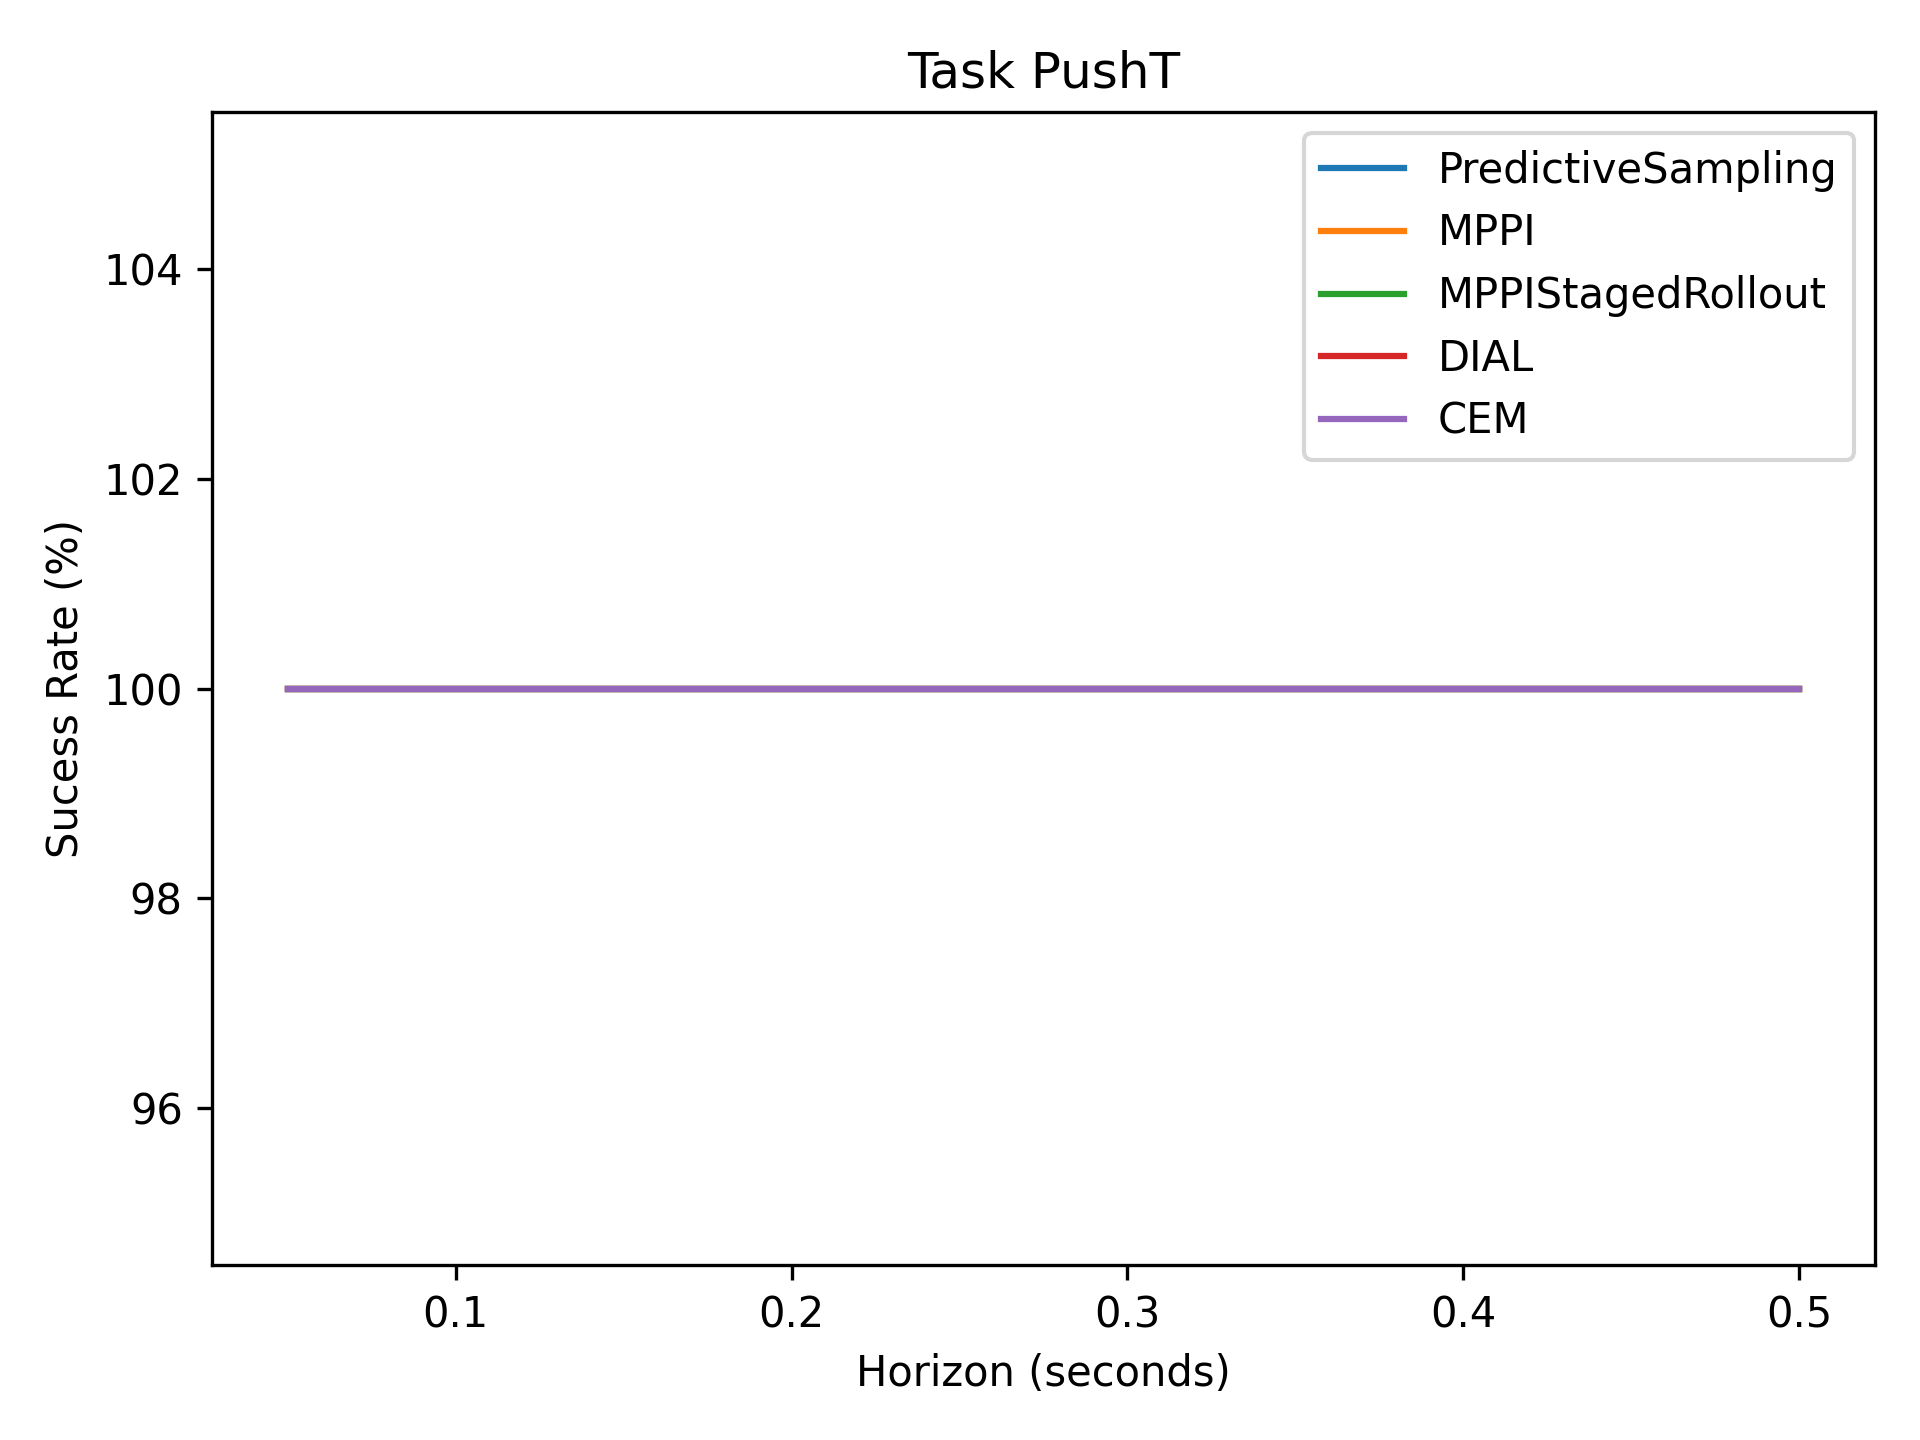 Task PushT
PredictiveSampling
MPPI
MPPIStagedRollout
DIAL
CEM
Sucess Rate (%)
104
102
100
98
96
0.1
0.2
0.3
0.4
0.5
Horizon (seconds)